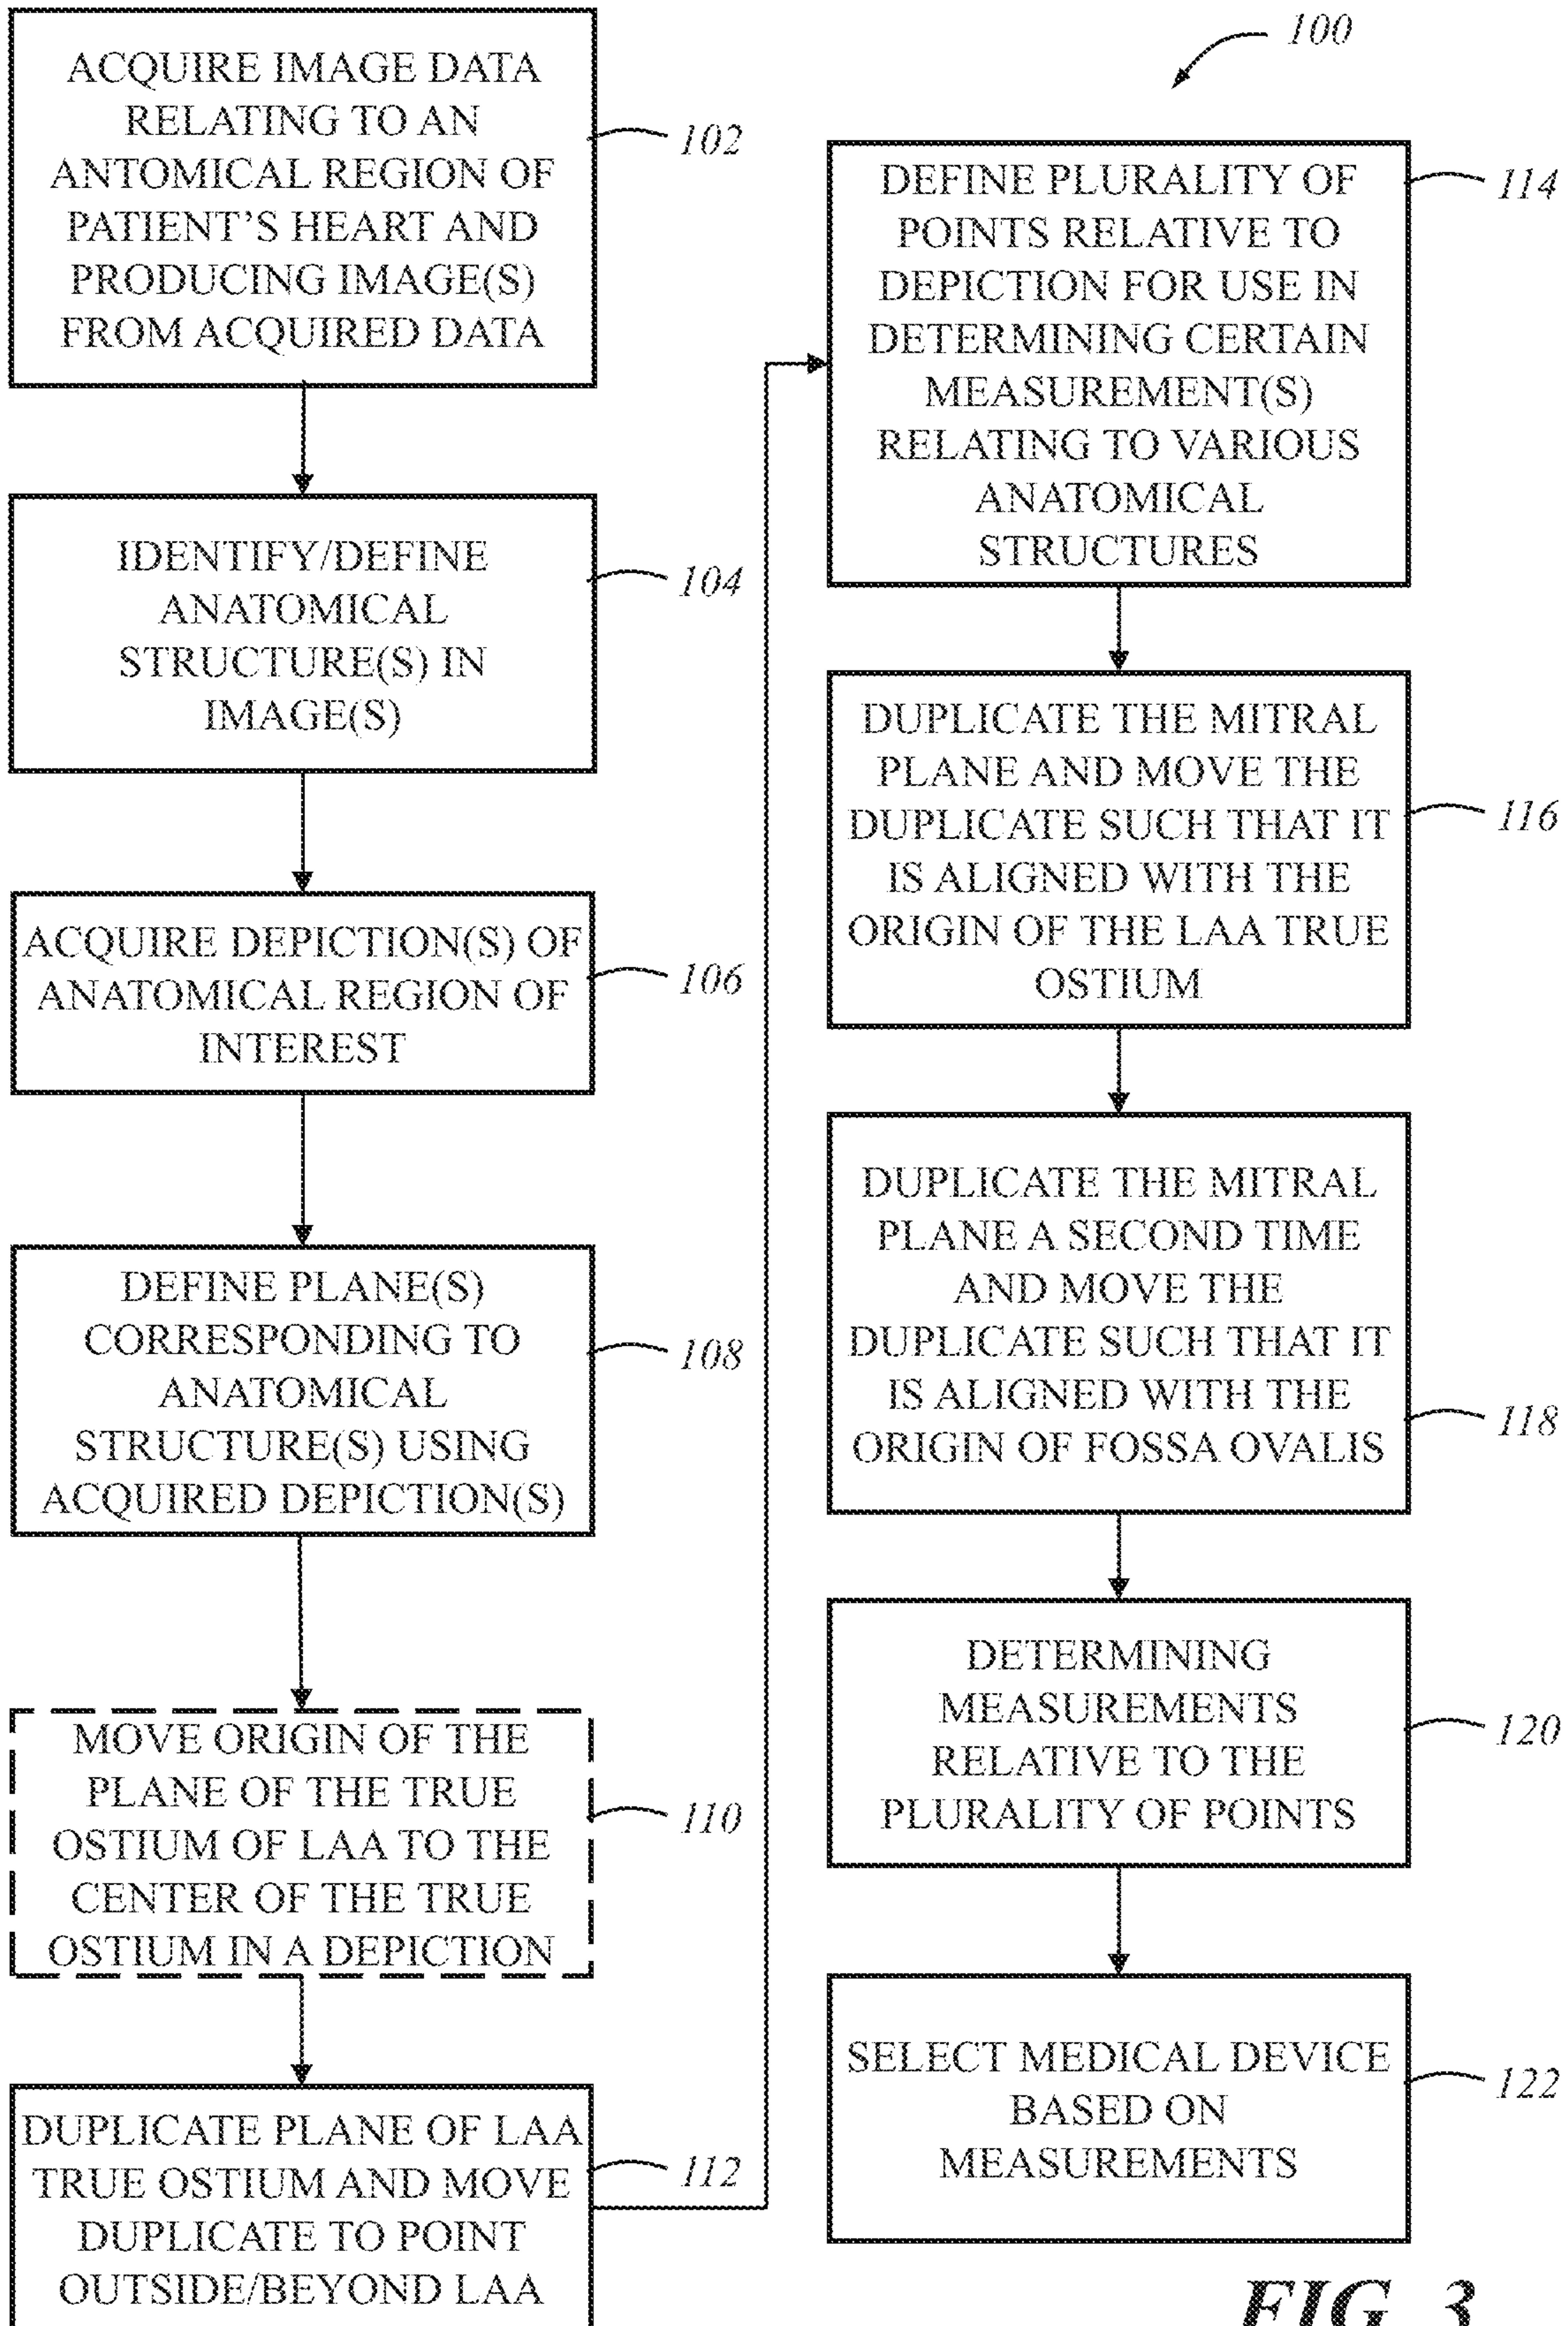 100
ACQUIRE IMAGE DATA
RELATING TO AN
ANTOMICAL REGION OF
PATIENT’S HEART AND
PRODUCING IMAGE(S)
FROM ACQUIRED DATA
102
IDENTIFY/DEFINE
ANATOMICAL
STRUCTURE(S) IN
IMAGE(S)
104
ACQUIRE DEPICTION(S) OF
ANATOMICAL REGION OF
INTEREST
106
DEFINE PLANE(S)
CORRESPONDING TO
ANATOMICAL
STRUCTURE(S) USING
ACQUIRED DEPICTION(S)
108
MOVE ORIGIN OF THE
PLANE OF THE TRUE
OSTIUM OF LAA TO THE
CENTER OF THE TRUE
OSTIUM IN A DEPICTION
110
DUPLICATE PLANE OF LAA
TRUE OSTIUM AND MOVE
DUPLICATE TO POINT
OUTSIDE/BEYOND LAA
112
DEFINE PLURALITY OF
POINTS RELATIVE TO
DEPICTION FOR USE IN
DETERMINING CERTAIN
MEASUREMENT(S)
RELATING TO VARIOUS
ANATOMICAL
STRUCTURES
114
DUPLICATE THE MITRAL
PLANE AND MOVE THE
DUPLICATE SUCH THAT IT
IS ALIGNED WITH THE
ORIGIN OF THE LAA TRUE
OSTIUM
116
DUPLICATE THE MITRAL
PLANE A SECOND TIME
AND MOVE THE
DUPLICATE SUCH THAT IT
IS ALIGNED WITH THE
ORIGIN OF FOSSA OVALIS
118
DETERMINING
MEASUREMENTS
RELATIVE TO THE
PLURALITY OF POINTS
120
SELECT MEDICAL DEVICE
BASED ON
MEASUREMENTS
122
FIG. 3